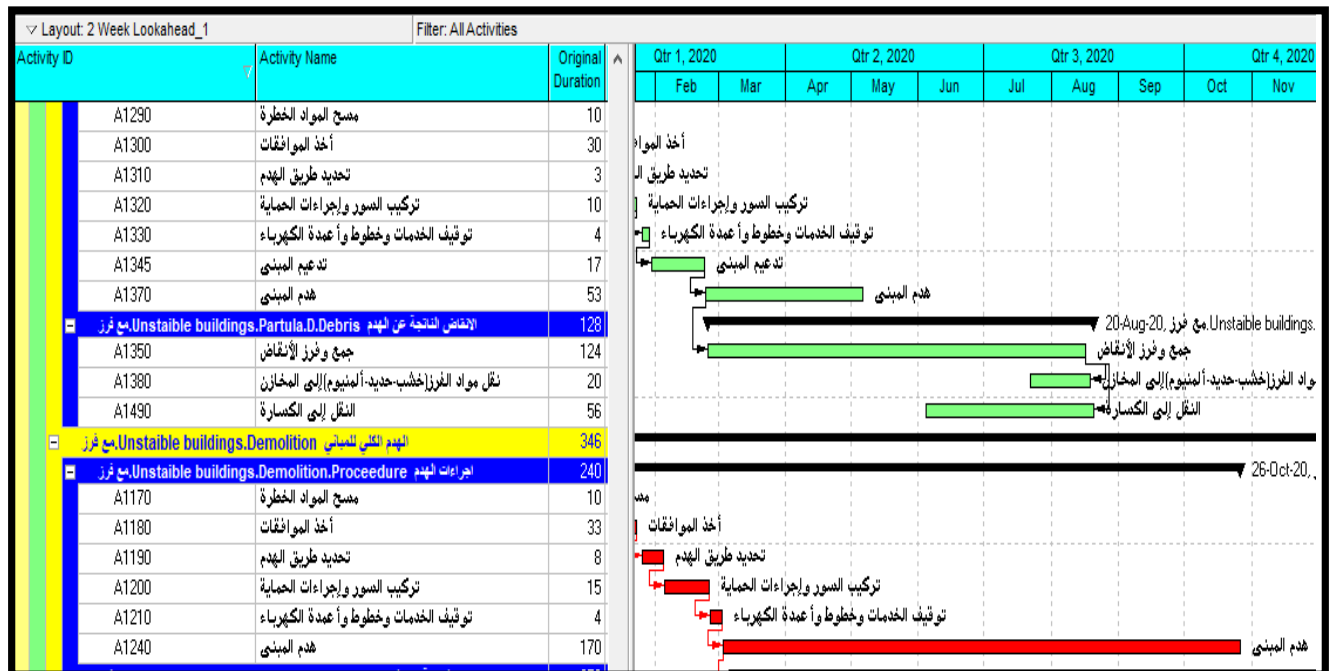 Layout: 2 Week Lookahead_1 Filter: All Activities
Activity ID Activity Name Original Duration Qtr 1, 2020 Qtr 2, 2020 Qtr 3, 2020 Qtr 4, 2020
Feb Mar Apr May Jun Jul Aug Sep Oct Nov
A1290 مسح المواد الخطرة 10
A1300 أخذ الموافقات 30 أخذ
A1310 تحديد طريق الهدم 3 تحديد طريق
A1320 تركيب السور وإجراءات الحماية 10 تركيب السور وإجراءات الحماية
A1330 توقيف الخدمات وخطوط وأعمدة الكهرباء 4 توقيف الخدمات وخطوط وأعمدة الكهرباء
A1345 تدعيم المبنى 17 تدعيم المبنى
A1370 هدم المبنى 53 هدم المبنى
مع فرز.Unstaible buildings.Partula.D.Debris الانقاض الناتجة عن الهدم 128 20-Aug-20, مع فرز.Unstaible buildings.
A1350 جمع وفرز الأنقاض 124 جمع وفرز الأنقاض
A1380 نقل مواد الفرز(خشب-حديد-ألمنيوم)إلى المخازن 20 مواد الفرز(خشب-حديد-ألمنيوم)إلى المخازن
A1490 النقل إلى الكسارة 56 النقل إلى الكسارة
مع فرز.Unstaible buildings.Demolition الهدم الكلي للمباني 346
مع فرز.Unstaible buildings.Demolition.Proceedure اجراءات الهدم 240 26-Oct-20,
A1170 مسح المواد الخطرة 10
A1180 أخذ الموافقات 33 أخذ الموافقات
A1190 تحديد طريق الهدم 8 تحديد طريق الهدم
A1200 تركيب السور وإجراءات الحماية 15 تركيب السور وإجراءات الحماية
A1210 توقيف الخدمات وخطوط وأعمدة الكهرباء 4 توقيف الخدمات وخطوط وأعمدة الكهرباء
A1240 هدم المبنى 170 هدم المبنى